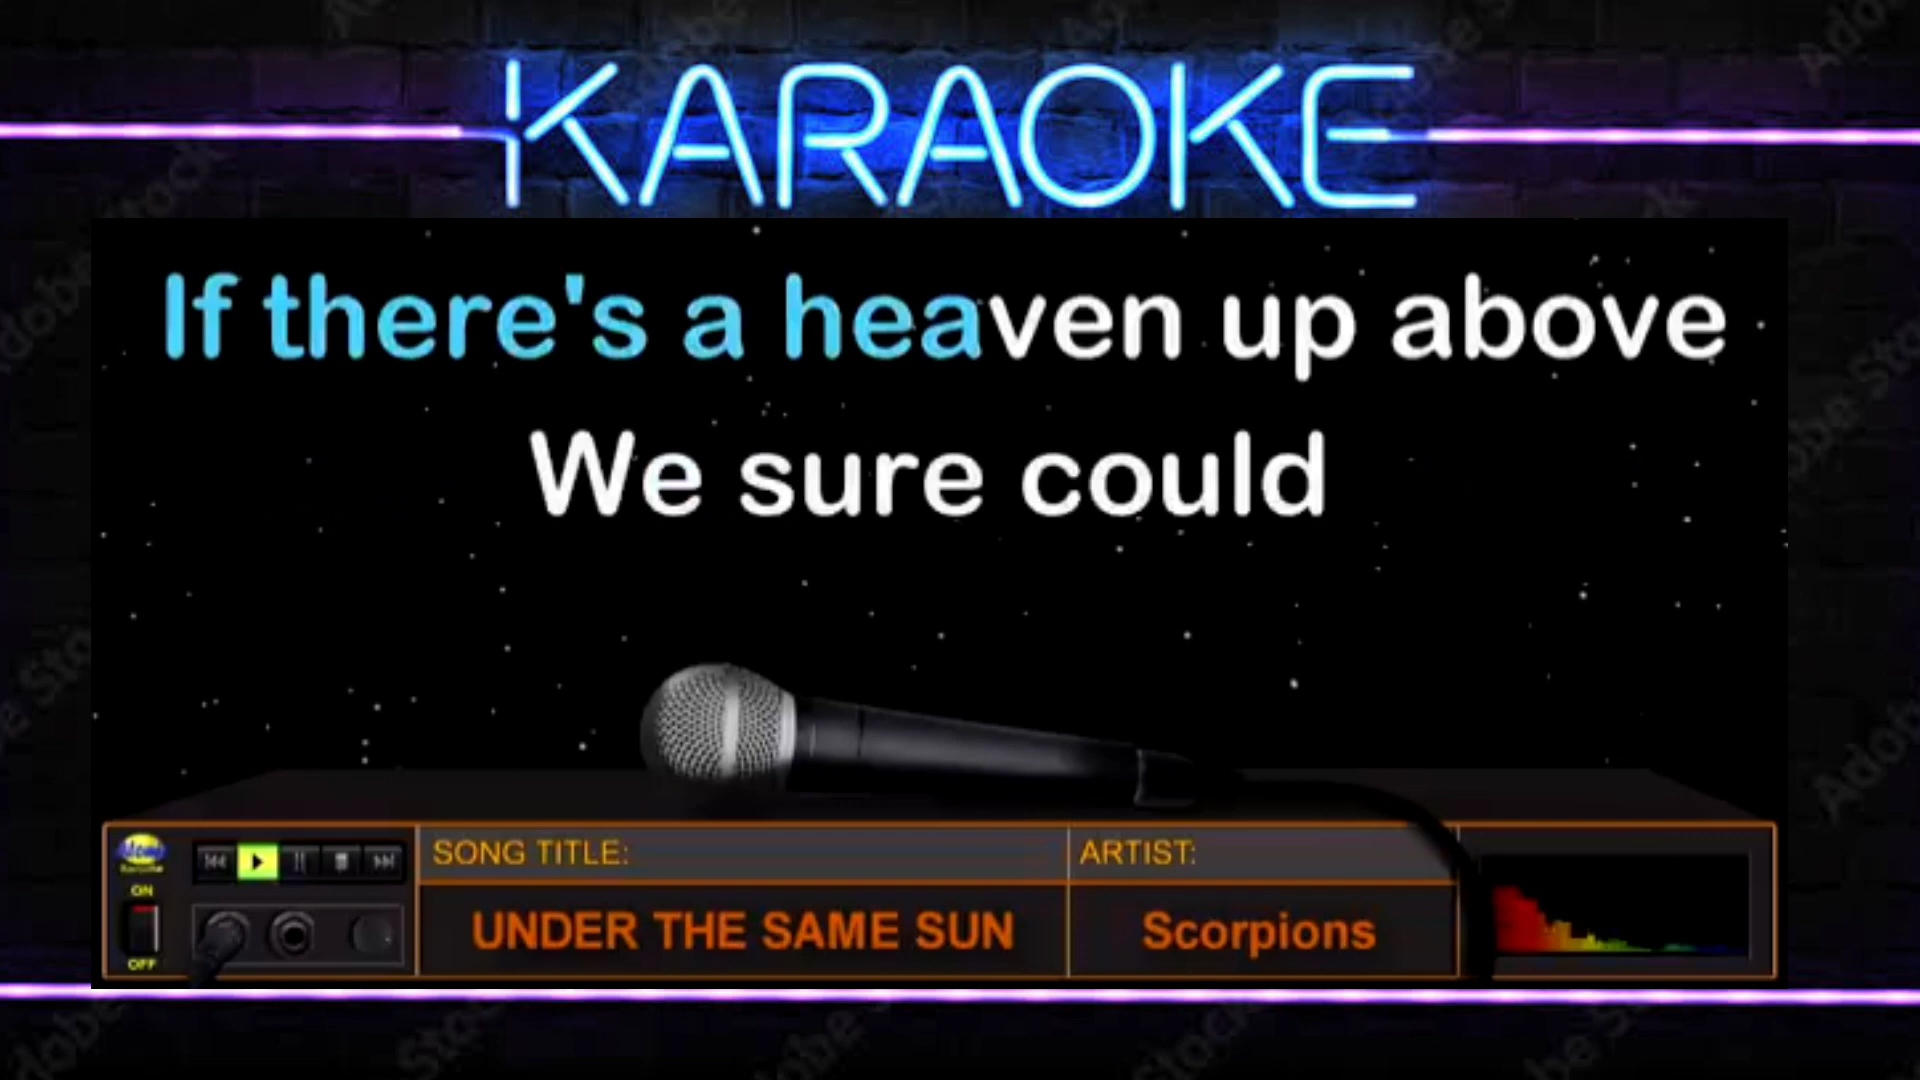 KARAOKE
If there's a heaven up above
We sure could
SONG TITLE:
ARTIST:
ON
OFF
UNDER THE SAME SUN
Scorpions